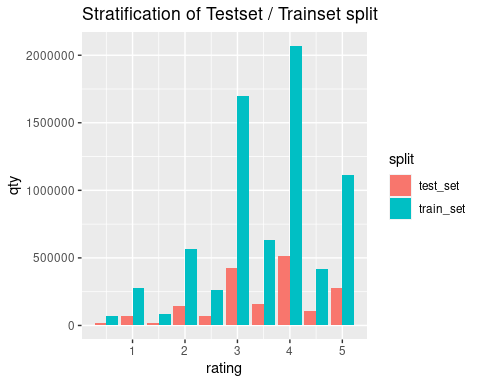 Stratification of Testset / Trainset split
2000000
1500000
1000000
500000
0
qty
1 2 3 4 5
rating
split
test_set
train_set